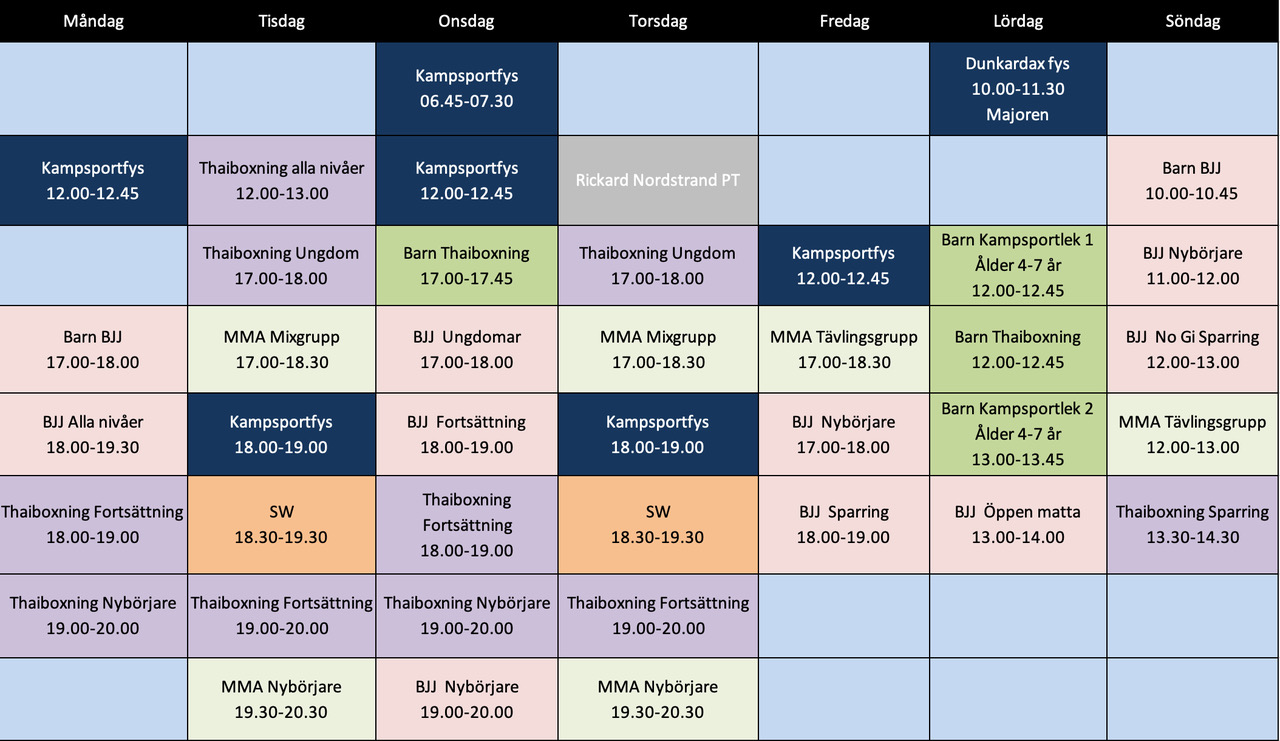 Måndag
Tisdag
Onsdag
Torsdag
Fredag
Lördag
Söndag
Kampsportfys
06.45-07.30
Dunkardax fys
10.00-11.30
Majoren
Kampsportfys
12.00-12.45
Thaiboxning alla nivåer
12.00-13.00
Kampsportfys
12.00-12.45
Rickard Nordstrand PT
Barn BJJ
10.00-10.45
Thaiboxning Ungdom
17.00-18.00
Barn Thaiboxning
17.00-17.45
Thaiboxning Ungdom
17.00-18.00
Kampsportfys
12.00-12.45
Barn Kampsportlek 1
Ålder 4-7 år
12.00-12.45
BJJ Nybörjare
11.00-12.00
Barn BJJ
17.00-18.00
MMA Mixgrupp
17.00-18.30
BJJ Ungdomar
17.00-18.00
MMA Mixgrupp
17.00-18.30
MMA Tävlingsgrupp
17.00-18.30
Barn Thaiboxning
12.00-12.45
BJJ No Gi Sparring
12.00-13.00
BJJ Alla nivåer
18.00-19.30
Kampsportfys
18.00-19.00
BJJ Fortsättning
18.00-19.00
Kampsportfys
18.00-19.00
BJJ Nybörjare
17.00-18.00
Barn Kampsportlek 2
Ålder 4-7 år
13.00-13.45
MMA Tävlingsgrupp
12.00-13.00
Thaiboxning Fortsättning
18.00-19.00
SW
18.30-19.30
Thaiboxning
Fortsättning
18.00-19.00
SW
18.30-19.30
BJJ Sparring
18.00-19.00
BJJ Öppen matta
13.00-14.00
Thaiboxning Sparring
13.30-14.30
Thaiboxning Nybörjare
19.00-20.00
Thaiboxning Fortsättning
19.00-20.00
Thaiboxning Nybörjare
19.00-20.00
Thaiboxning Fortsättning
19.00-20.00
MMA Nybörjare
19.30-20.30
BJJ Nybörjare
19.00-20.00
MMA Nybörjare
19.30-20.30